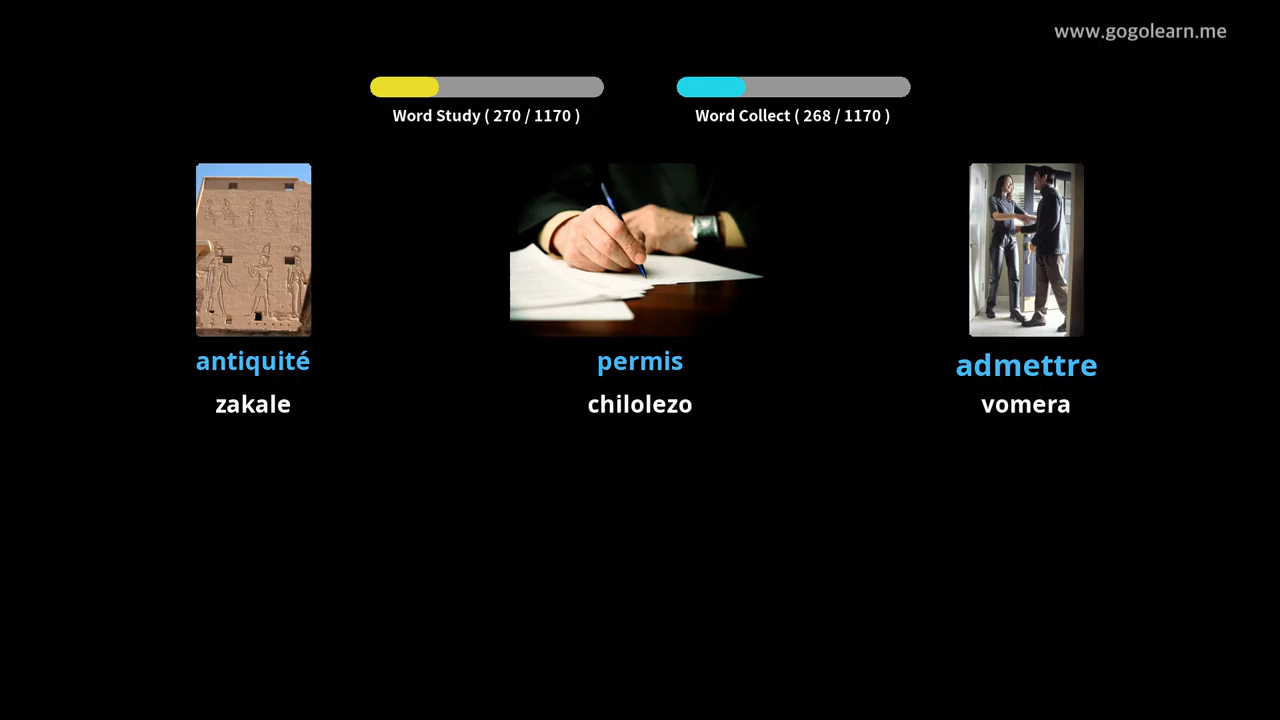 www.gogolearn.me
Word Study ( 270 / 1170 )
Word Collect ( 268 / 1170 )
antiquité
permis
admettre
zakale
chilolezo
vomera